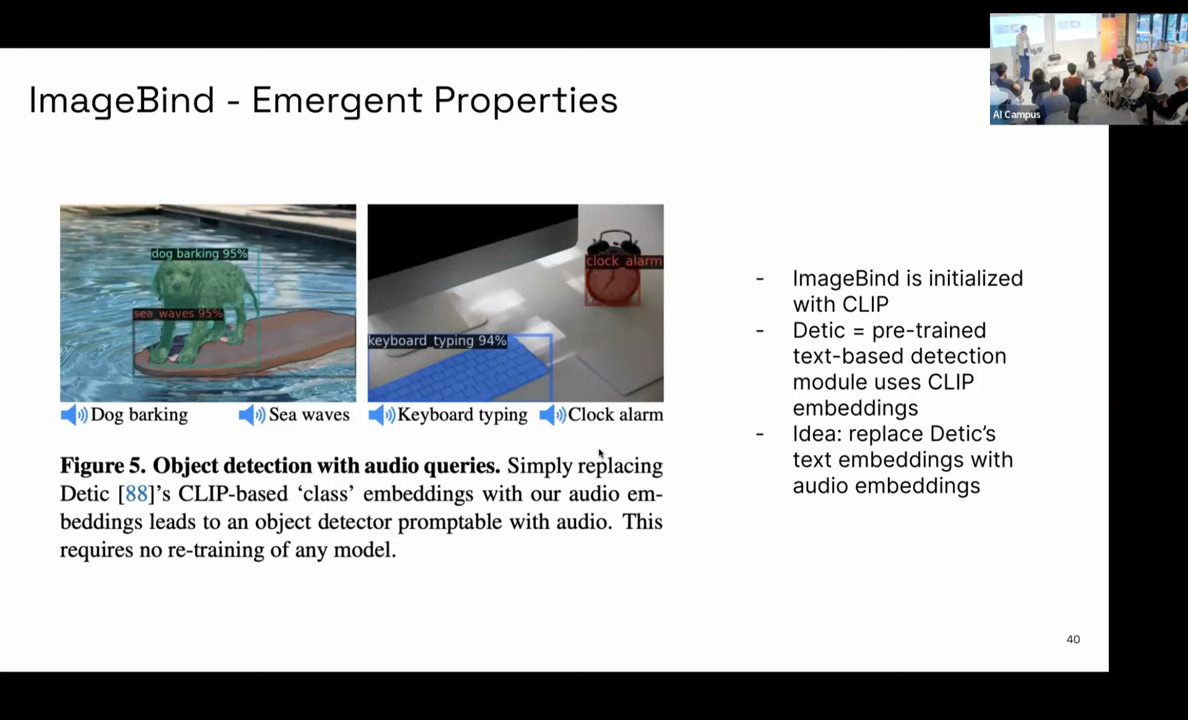 ImageBind - Emergent Properties
AI Campus
dog barking 95%
sea waves 95%
clock alarm
keyboard typing 94%
Dog barking
Sea waves
Keyboard typing
Clock alarm
Figure 5. Object detection with audio queries. Simply replacing
Detic [88]’s CLIP-based ‘class’ embeddings with our audio em-
beddings leads to an object detector promptable with audio. This
requires no re-training of any model.
- ImageBind is initialized
with CLIP
- Detic = pre-trained
text-based detection
module uses CLIP
embeddings
- Idea: replace Detic’s
text embeddings with
audio embeddings
40